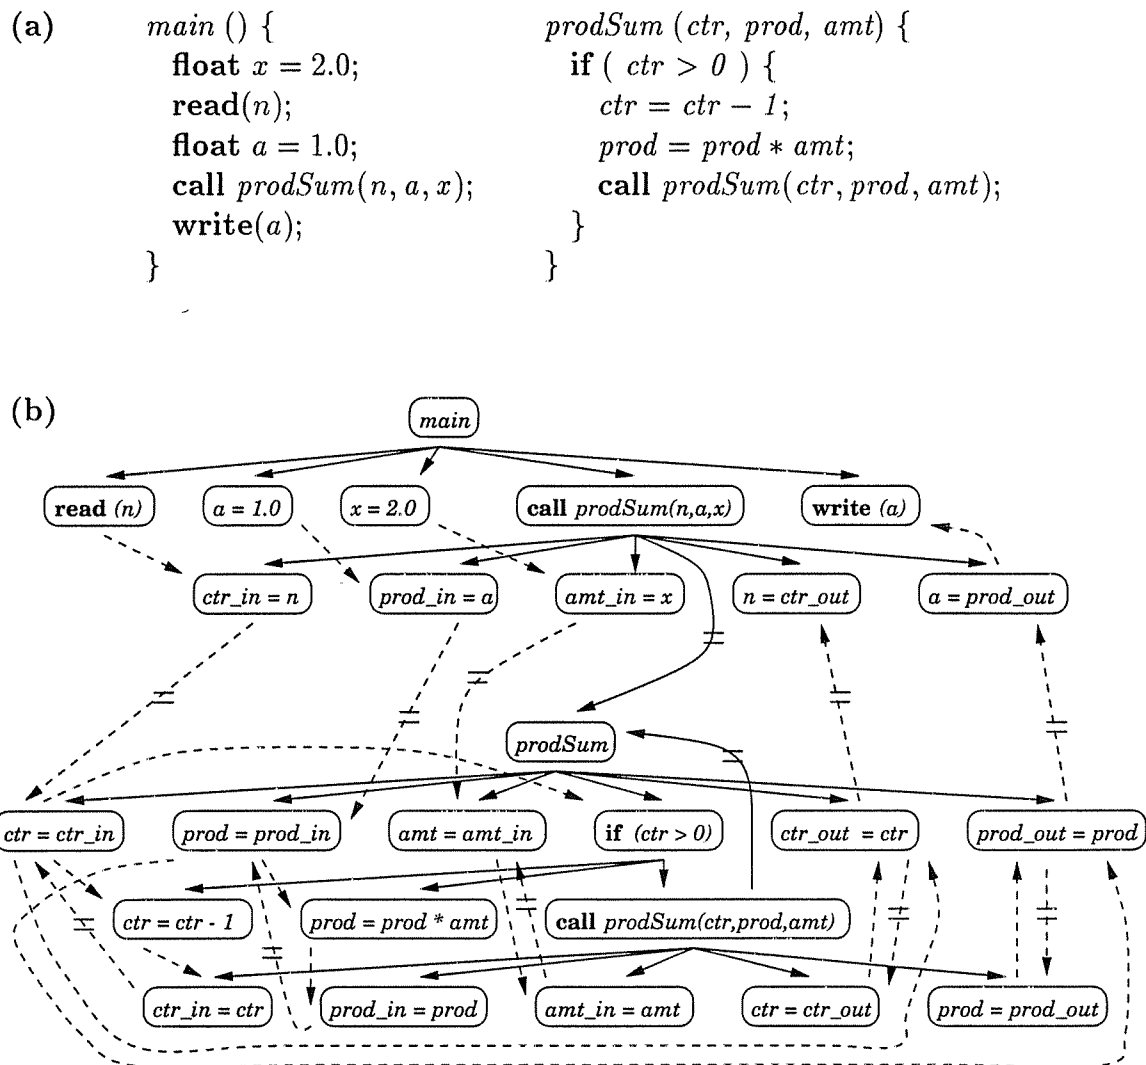 (a)
main () {
float x = 2.0;
read(n);
float a = 1.0;
call prodSum(n, a, x);
write(a);
}
prodSum (ctr, prod, amt) {
if ( ctr > 0 ) {
ctr = ctr − 1;
prod = prod * amt;
call prodSum(ctr, prod, amt);
}
}
(b)
main
read (n)
a = 1.0
x = 2.0
call prodSum(n,a,x)
write (a)
ctr_in = n
prod_in = a
amt_in = x
n = ctr_out
a = prod_out
prodSum
ctr = ctr_in
prod = prod_in
amt = amt_in
if (ctr > 0)
ctr_out = ctr
prod_out = prod
ctr = ctr - 1
prod = prod * amt
call prodSum(ctr,prod,amt)
ctr_in = ctr
prod_in = prod
amt_in = amt
ctr = ctr_out
prod = prod_out